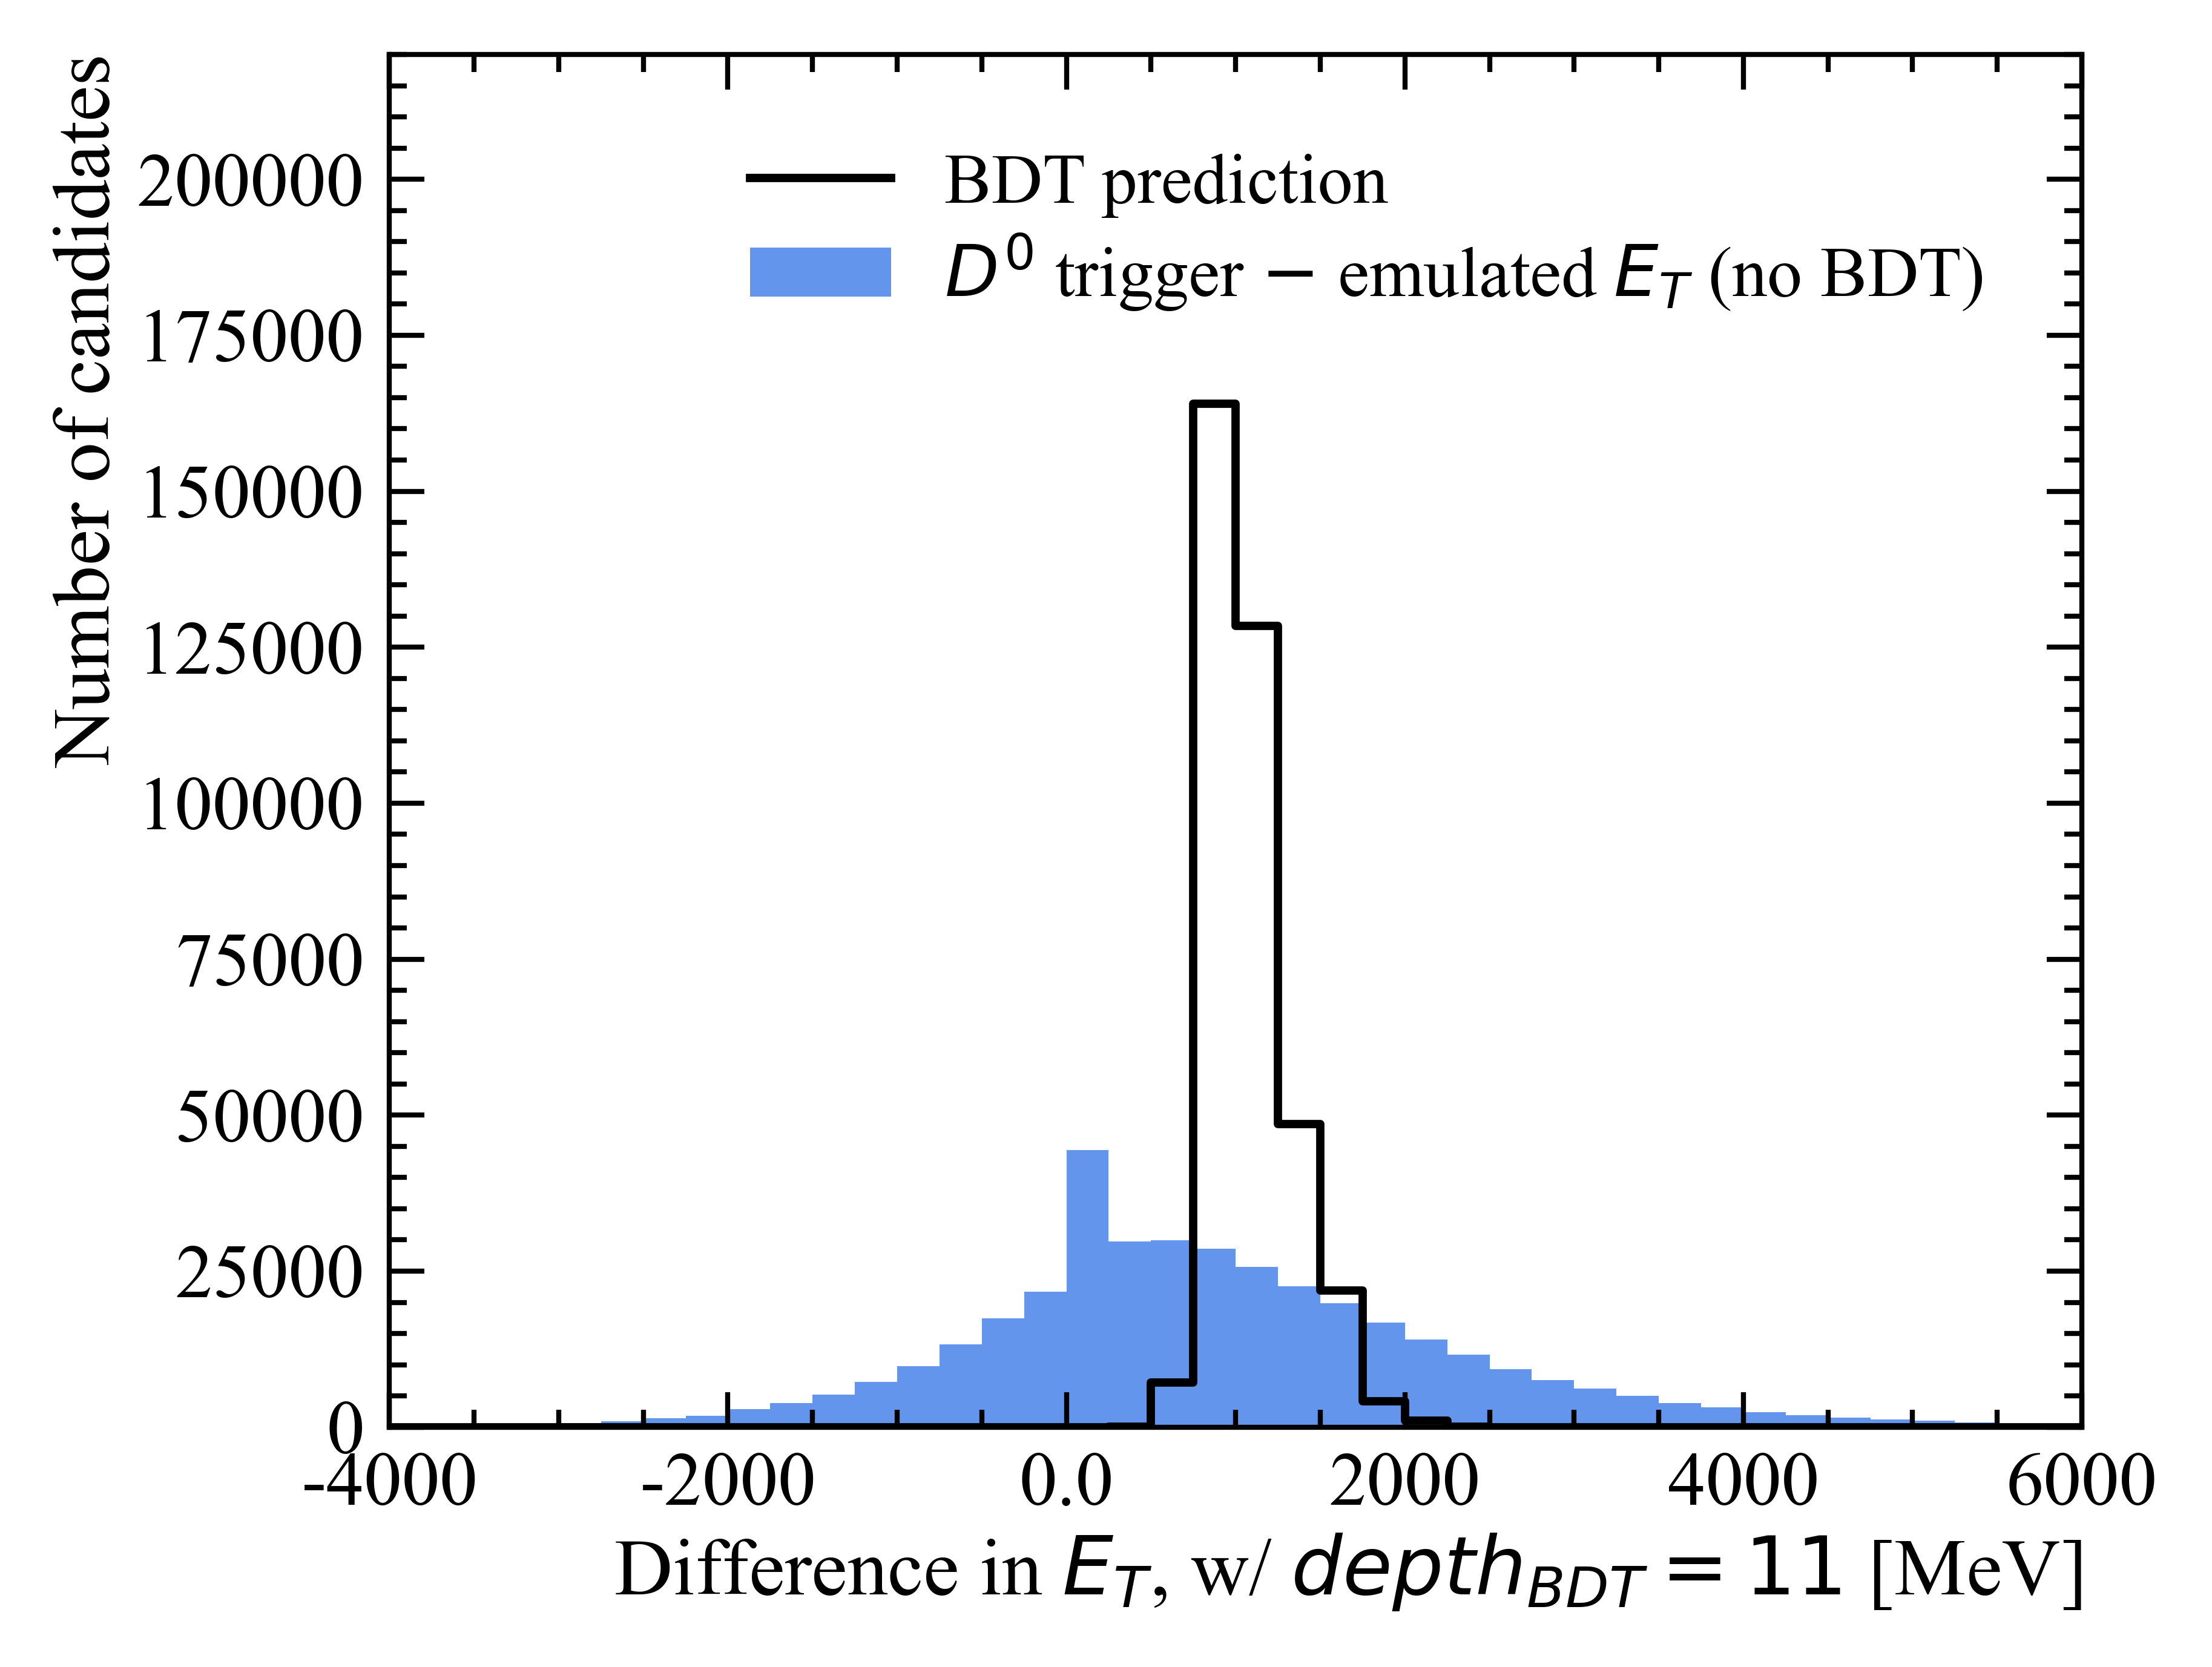 Number of candidates
200000
175000
150000
125000
100000
75000
50000
25000
0
BDT prediction
D⁰ trigger − emulated E_T (no BDT)
-4000 -2000 0.0 2000 4000 6000
Difference in E_T, w/ depth_BDT = 11 [MeV]